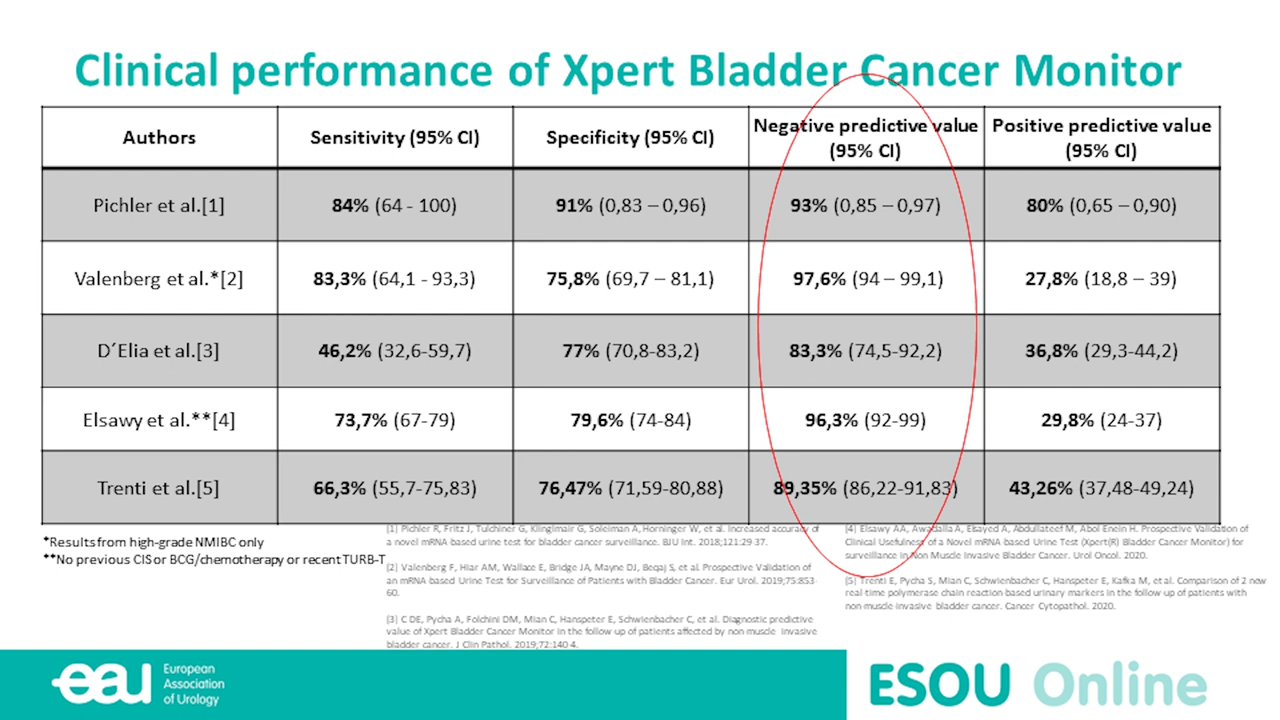 Clinical performance of Xpert Bladder Cancer Monitor
Authors
Sensitivity (95% CI)
Specificity (95% CI)
Negative predictive value
(95% CI)
Positive predictive value
(95% CI)
Pichler et al.[1]
84% (64 - 100)
91% (0,83 – 0,96)
93% (0,85 – 0,97)
80% (0,65 – 0,90)
Valenberg et al.*[2]
83,3% (64,1 - 93,3)
75,8% (69,7 – 81,1)
97,6% (94 – 99,1)
27,8% (18,8 – 39)
D´Elia et al.[3]
46,2% (32,6-59,7)
77% (70,8-83,2)
83,3% (74,5-92,2)
36,8% (29,3-44,2)
Elsawy et al.**[4]
73,7% (67-79)
79,6% (74-84)
96,3% (92-99)
29,8% (24-37)
Trenti et al.[5]
66,3% (55,7-75,83)
76,47% (71,59-80,88)
89,35% (86,22-91,83)
43,26% (37,48-49,24)
*Results from high-grade NMIBC only
**No previous CIS or BCG/chemotherapy or recent TURB-T
[1] Pichler R, Fritz J, Tulchiner G, Klinglmair G, Soleiman A, Horninger W, et al. Increased accuracy of
a novel mRNA-based urine test for bladder cancer surveillance. BJU Int. 2018;121:29-37.
[2] Valenberg F, Hiar AM, Wallace E, Bridge JA, Mayne DJ, Beqaj S, et al. Prospective Validation of
an mRNA-based Urine Test for Surveillance of Patients with Bladder Cancer. Eur Urol. 2019;75:853-
60.
[3] C DE, Pycha A, Folchini DM, Mian C, Hanspeter E, Schwienbacher C, et al. Diagnostic predictive
value of Xpert Bladder Cancer Monitor in the follow up of patients affected by non muscle invasive
bladder cancer. J Clin Pathol. 2019;72:140-4.
[4] Elsawy AA, Awadalla A, Elsayed A, Abdullateef M, Abol Enein H. Prospective Validation of
Clinical Usefulness of a Novel mRNA-based Urine Test (Xpert(R) Bladder Cancer Monitor) for
surveillance in Non Muscle Invasive Bladder Cancer. Urol Oncol. 2020.
[5] Trenti E, Pycha S, Mian C, Schwienbacher C, Hanspeter E, Kafka M, et al. Comparison of 2 new
real-time polymerase chain reaction-based urinary markers in the follow up of patients with
non muscle invasive bladder cancer. Cancer Cytopathol. 2020.
eau
European
Association
of Urology
ESOU Online